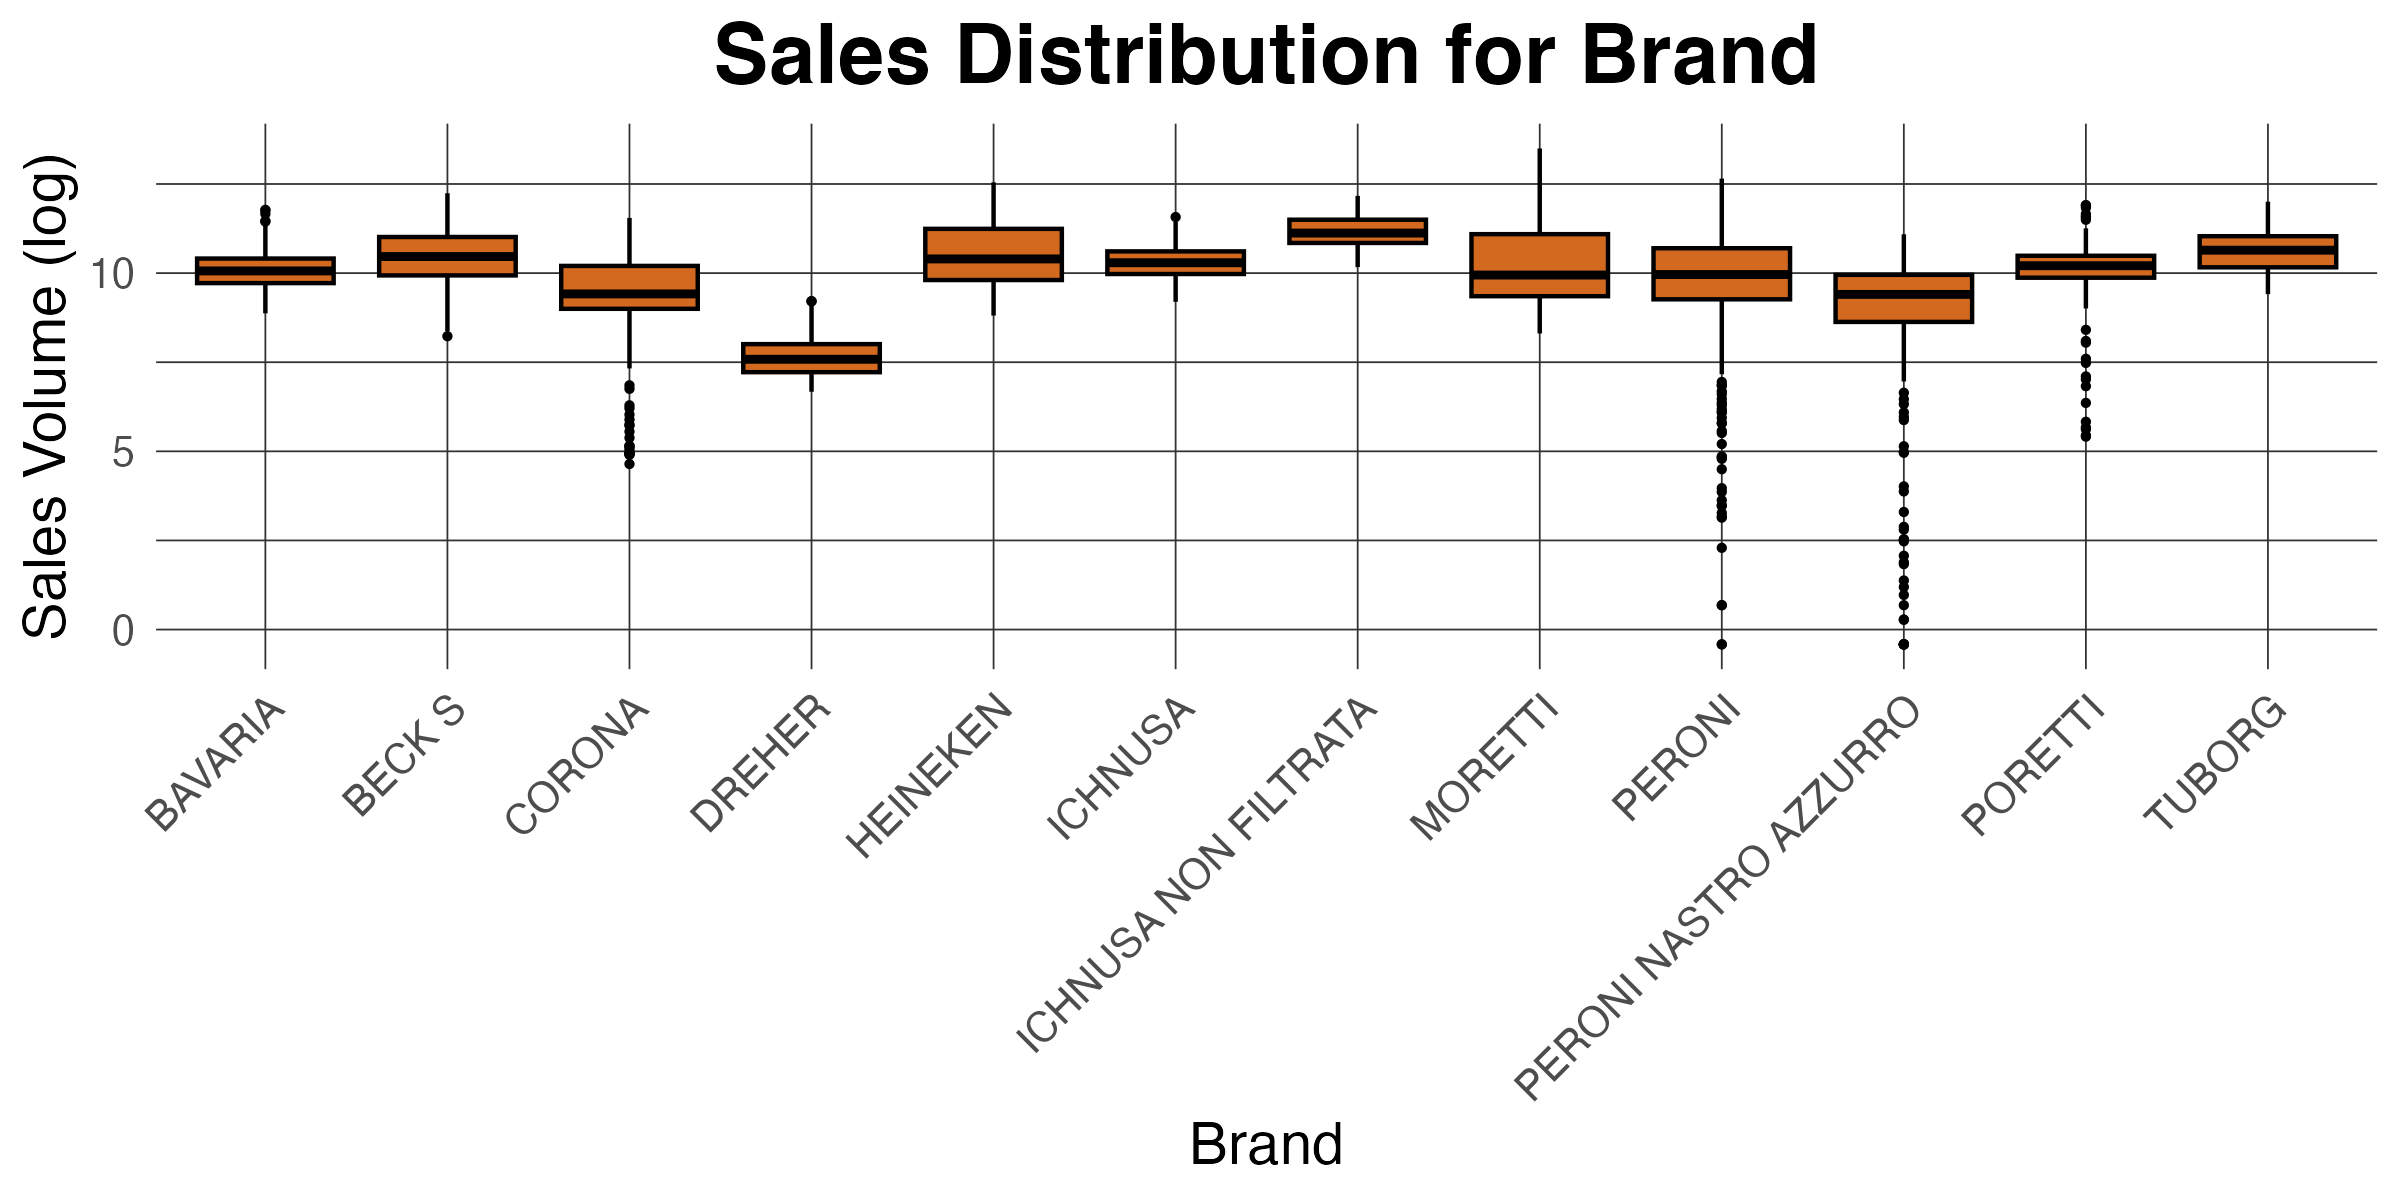 Sales Distribution for Brand
Sales Volume (log)
10
5
0
BAVARIA
BECK S
CORONA
DREHER
HEINEKEN
ICHNUSA
ICHNUSA NON FILTRATA
MORETTI
PERONI
PERONI NASTRO AZZURRO
PORETTI
TUBORG
Brand